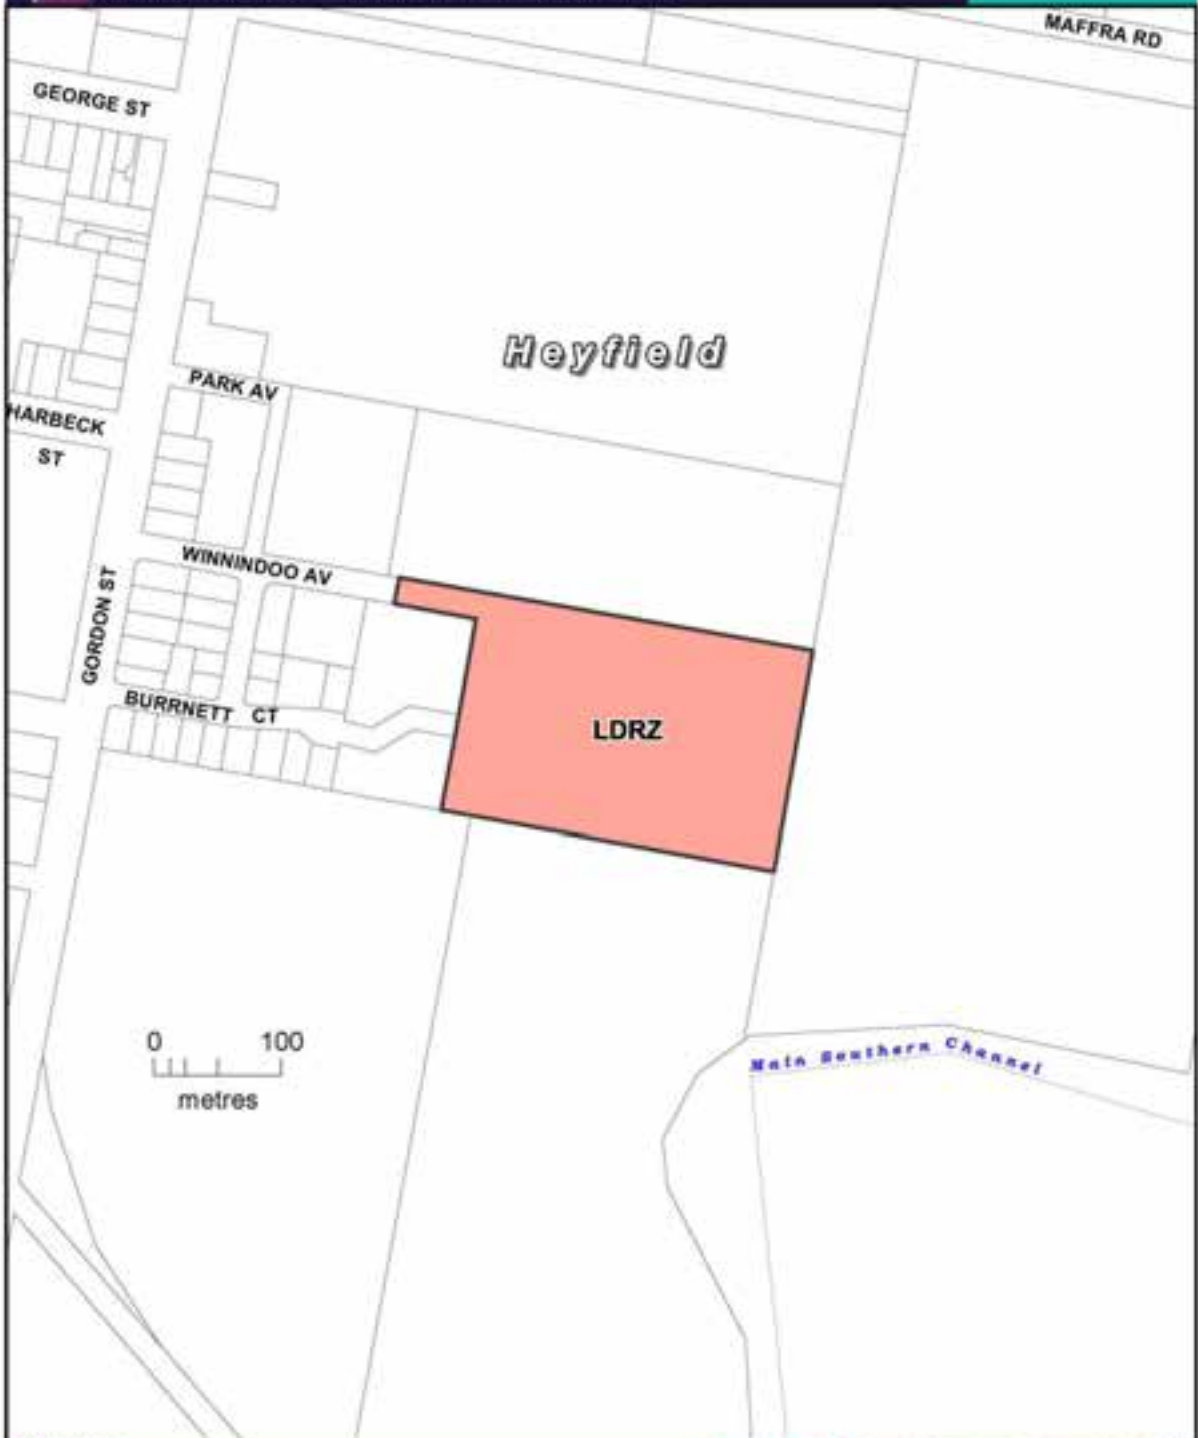 MAFFRA RD
GEORGE ST
Heyfield
PARK AV
HARBECK
ST
WINNINDOO AV
GORDON ST
BURRNETT CT
LDRZ
0 100
metres
Main Southern Channel